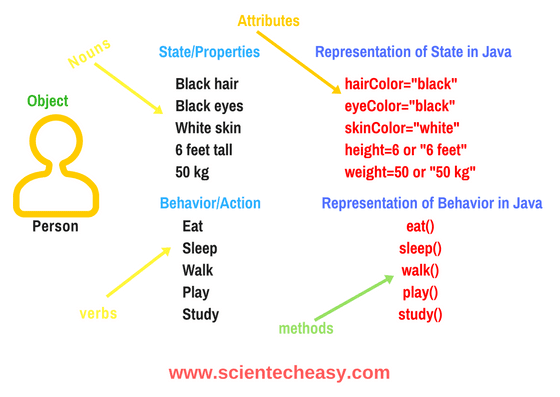 Attributes
Nouns
State/Properties
Representation of State in Java
Object
Black hair
hairColor="black"
Black eyes
eyeColor="black"
White skin
skinColor="white"
6 feet tall
height=6 or "6 feet"
50 kg
weight=50 or "50 kg"
Person
Behavior/Action
Representation of Behavior in Java
Eat
eat()
Sleep
sleep()
Walk
walk()
Play
play()
Study
study()
verbs
methods
www.scientecheasy.com